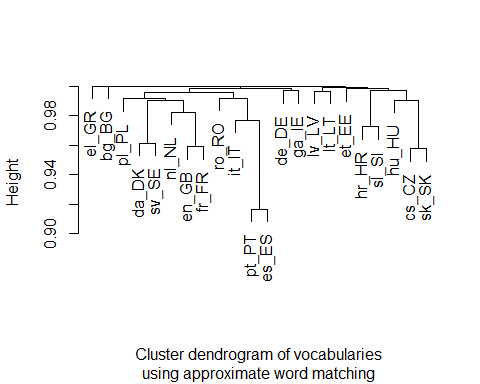 Height
0.98
0.94
0.90
el_GR
bg_BG
pl_PL
da_DK
sv_SE
nl_NL
en_GB
fr_FR
ro_RO
it_IT
pt_PT
es_ES
de_DE
ga_IE
lv_LV
lt_LT
et_EE
hr_HR
sl_SI
hu_HU
cs_CZ
sk_SK
Cluster dendrogram of vocabularies
using approximate word matching